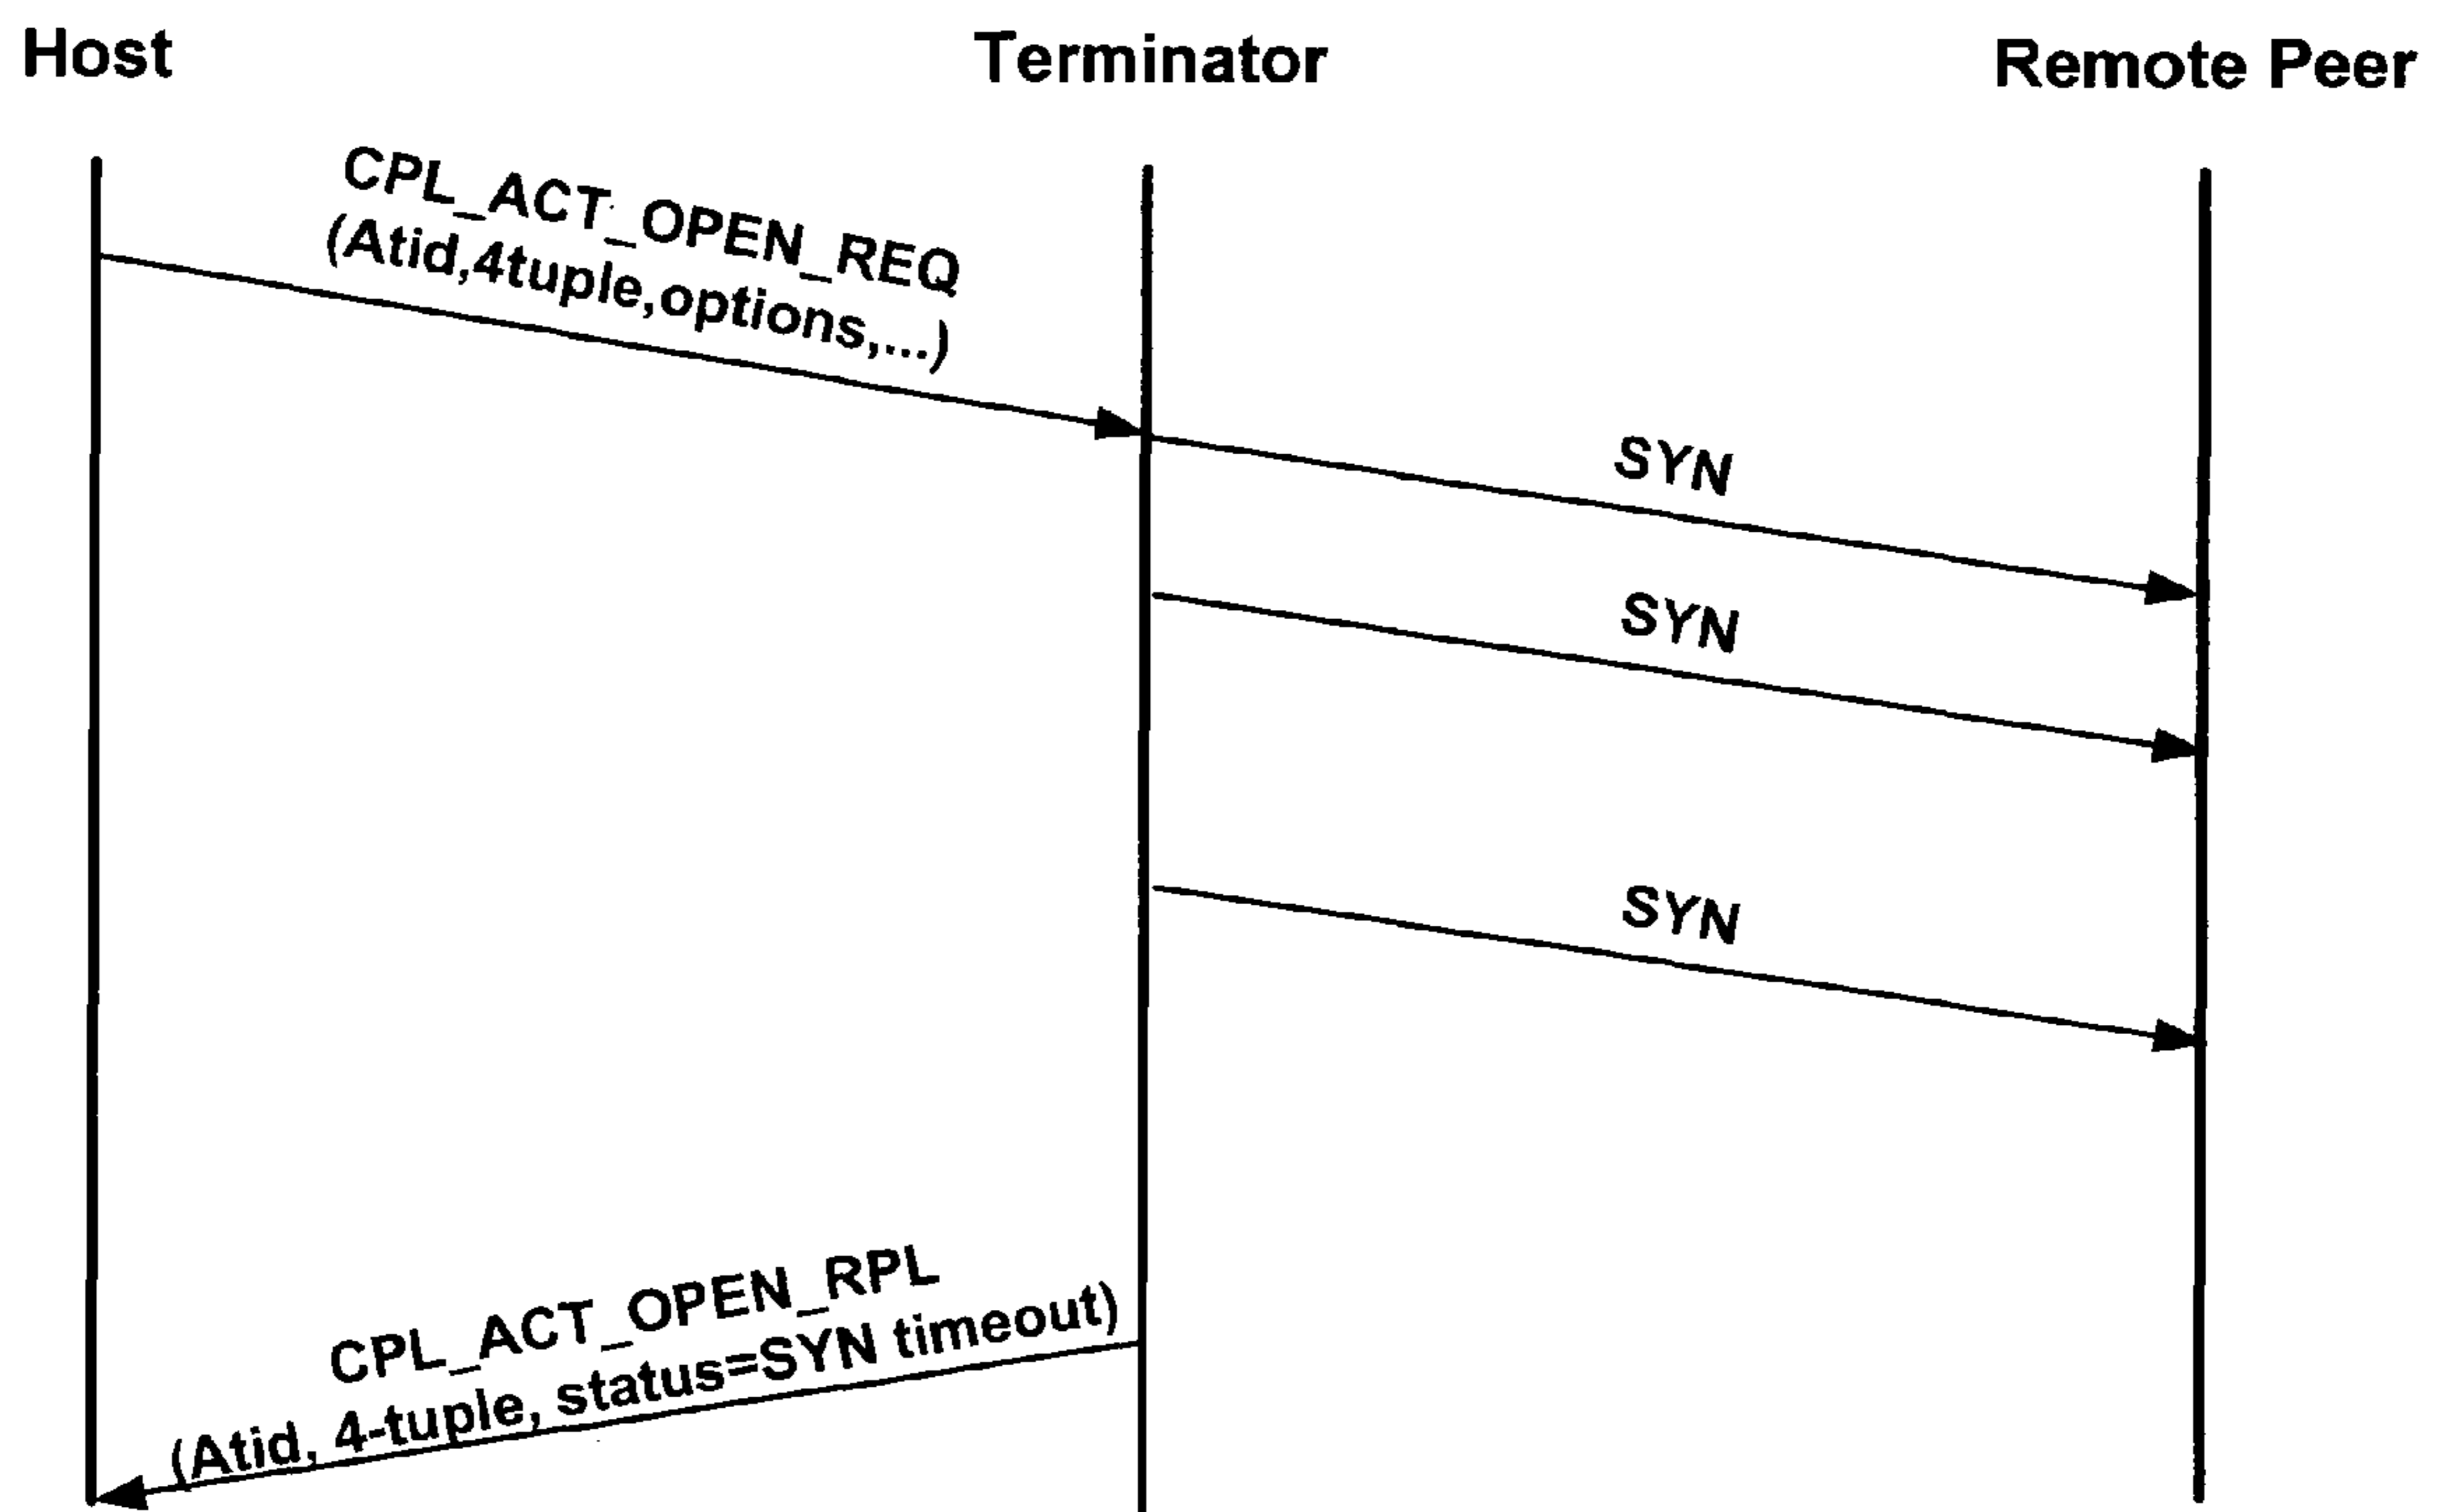 Host
Terminator
Remote Peer
CPL_ACT_OPEN_REQ
(Atid,4tuple,options,...)
SYN
SYN
SYN
CPL_ACT_OPEN_RPL
(Atid, 4-tuple, status=SYN timeout)